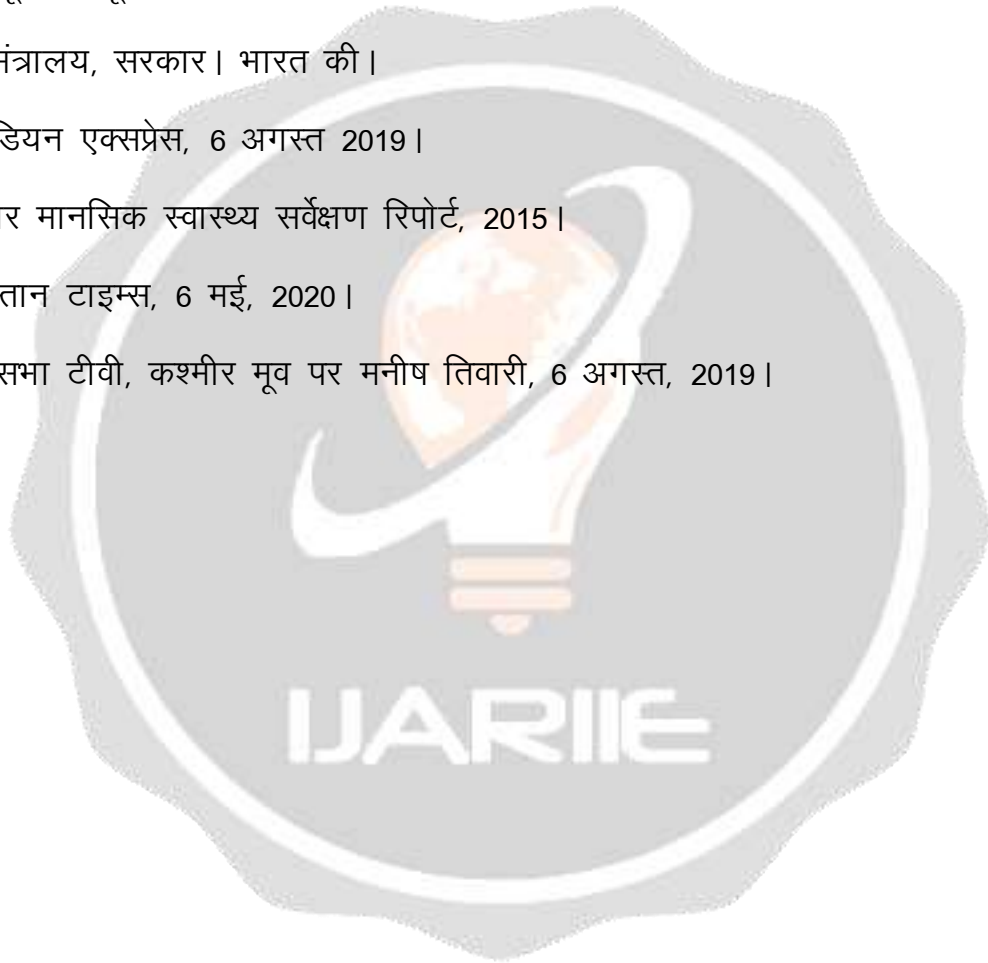 मंत्रालय, सरकार। भारत की।
डियन एक्सप्रेस, 6 अगस्त 2019।
र मानसिक स्वास्थ्य सर्वेक्षण रिपोर्ट, 2015।
तान टाइम्स, 6 मई, 2020।
सभा टीवी, कश्मीर मूव पर मनीष तिवारी, 6 अगस्त, 2019।
IJARIIE